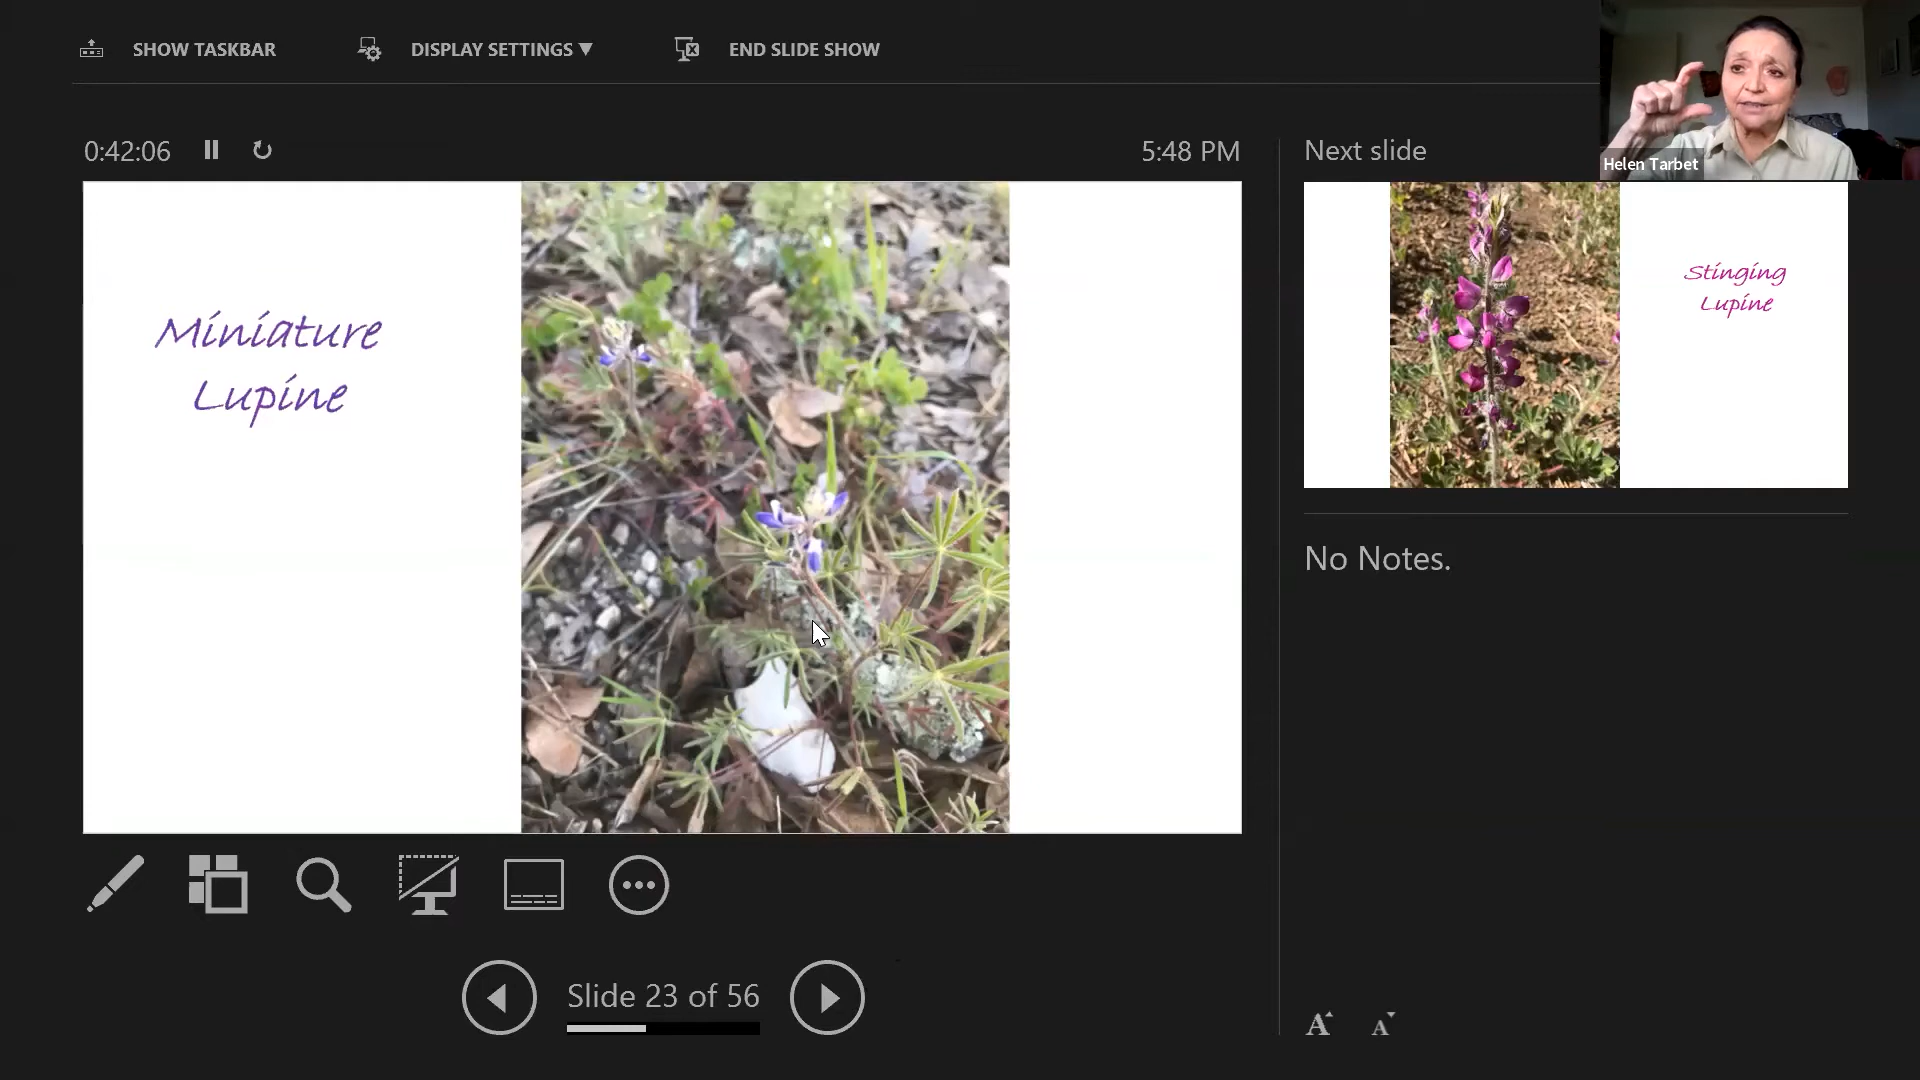 SHOW TASKBAR
DISPLAY SETTINGS ▼
END SLIDE SHOW
Helen Tarbet
0:42:06
5:48 PM
Next slide
Miniature
Lupine
Stinging
Lupine
No Notes.
Slide 23 of 56
A
A